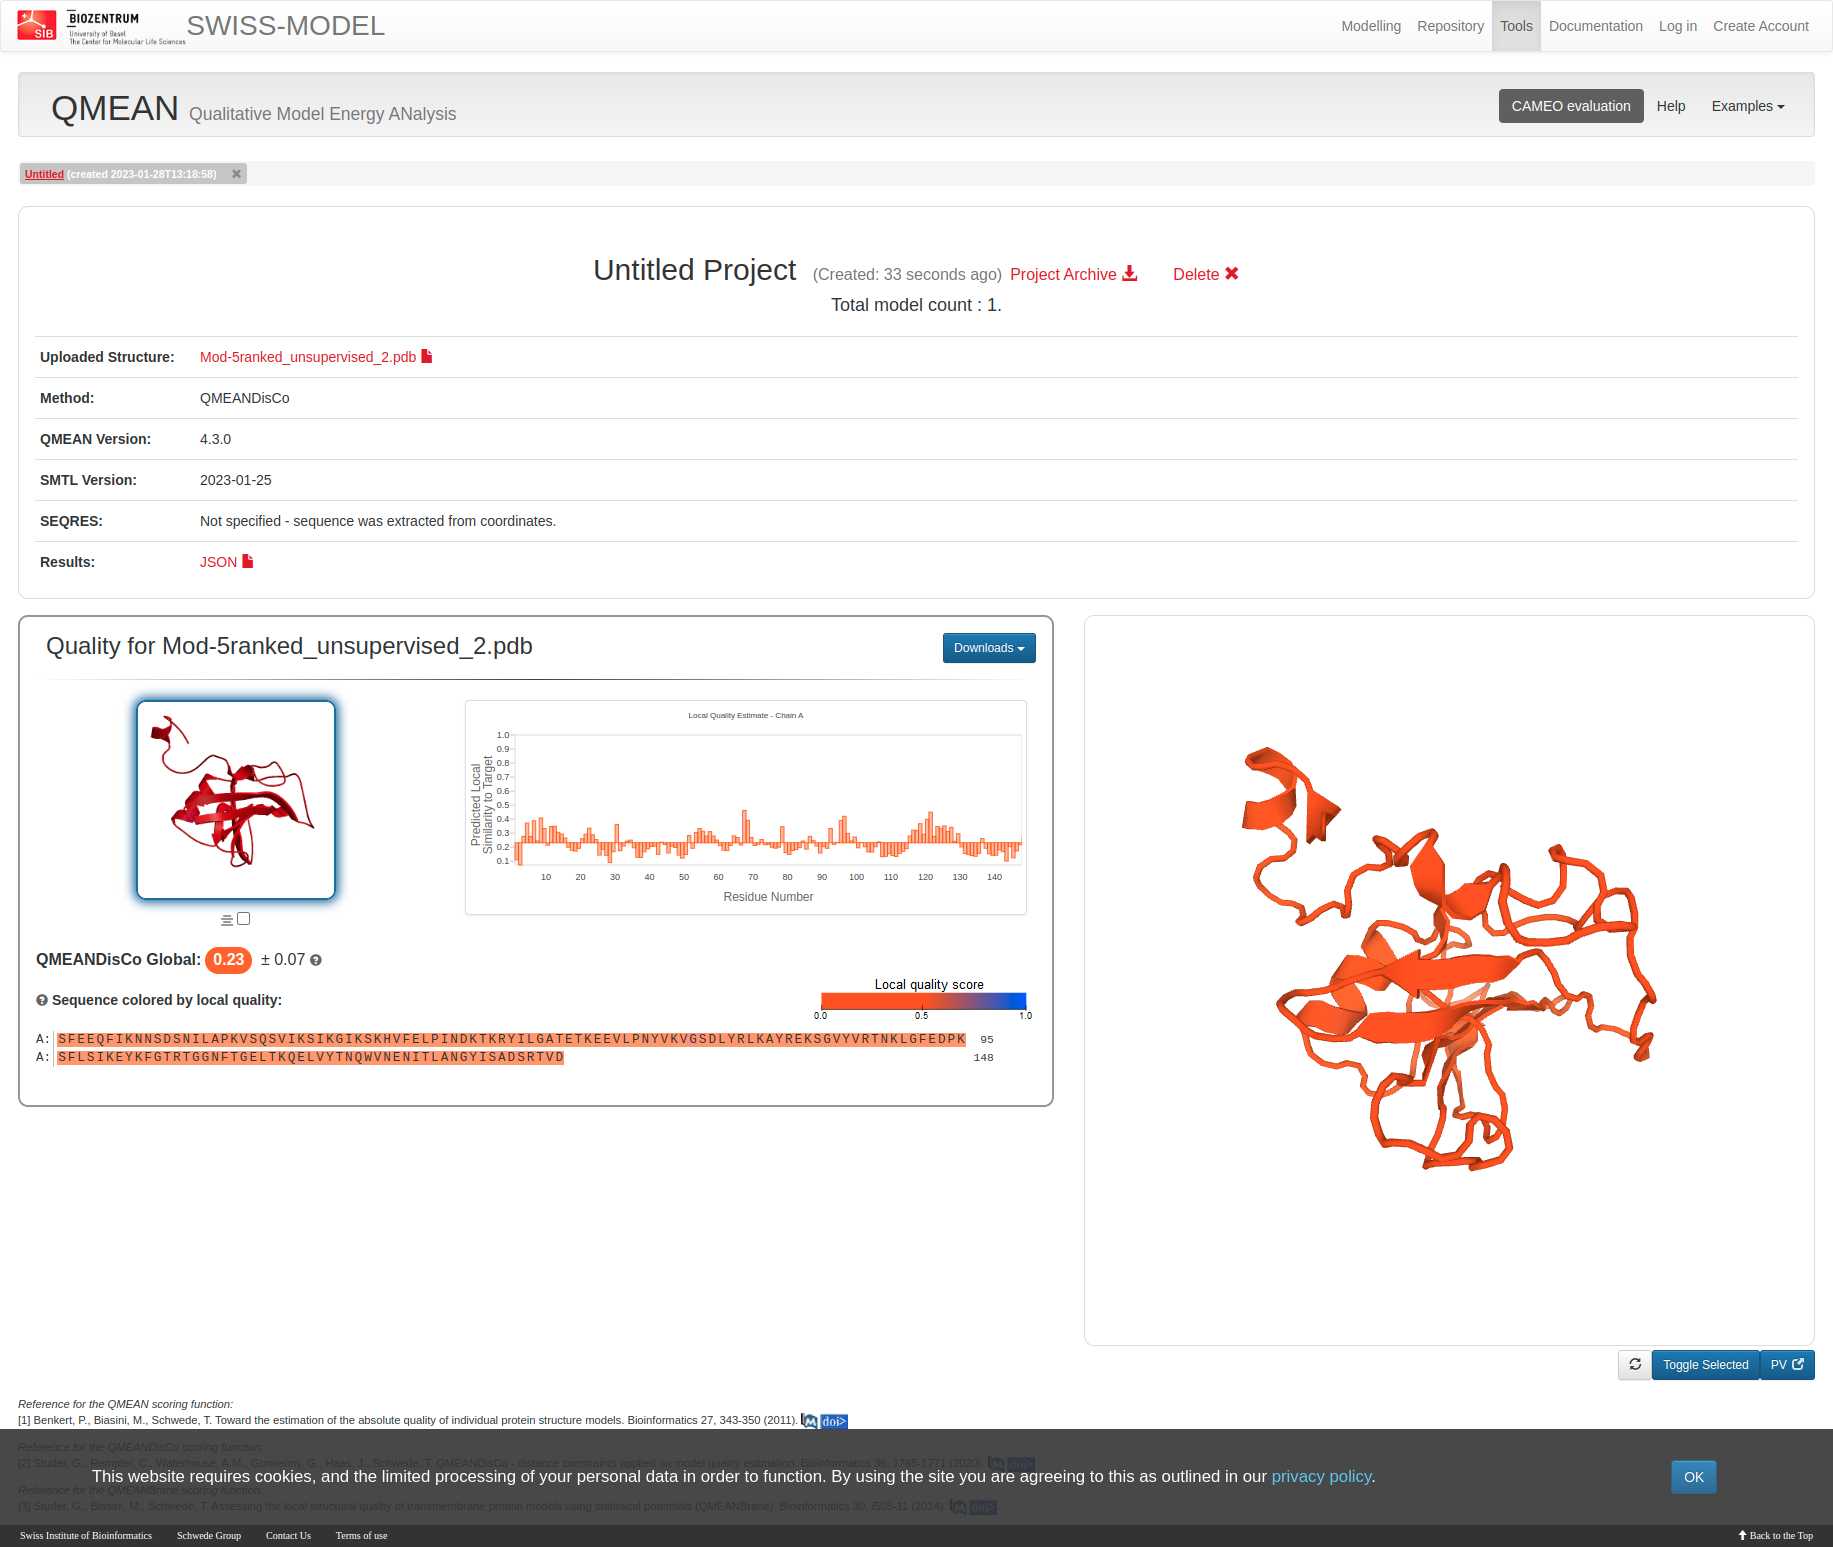 SIB
BIOZENTRUM
University of Basel
The Center for Molecular Life Sciences
SWISS-MODEL
Modelling Repository Tools Documentation Log in Create Account
QMEAN Qualitative Model Energy ANalysis
CAMEO evaluation Help Examples
Untitled (created 2023-01-28T13:18:58)
Untitled Project (Created: 33 seconds ago) Project Archive Delete
Total model count : 1.
Uploaded Structure: Mod-5ranked_unsupervised_2.pdb
Method: QMEANDisCo
QMEAN Version: 4.3.0
SMTL Version: 2023-01-25
SEQRES: Not specified - sequence was extracted from coordinates.
Results: JSON
Quality for Mod-5ranked_unsupervised_2.pdb
Downloads
Local Quality Estimate - Chain A
Predicted Local
Similarity to Target
1.0
0.9
0.8
0.7
0.6
0.5
0.4
0.3
0.2
0.1
10 20 30 40 50 60 70 80 90 100 110 120 130 140
Residue Number
QMEANDisCo Global: 0.23 ± 0.07
Sequence colored by local quality:
Local quality score
0.0 0.5 1.0
A: SFEEQFIKNNSDSNILAPKVSQSVIKSIKGIKSKHVFELPINDKTKRYILGATETKEEVLPNYVKVGSDLYRLKAYREKSGVYVRTNKLGFEDPK 95
A: SFLSIKEYKFGTRTGGNFTGELTKQELVYTNQWVNENITLANGYISADSRTVD 148
Toggle Selected PV
Reference for the QMEAN scoring function:
[1] Benkert, P., Biasini, M., Schwede, T. Toward the estimation of the absolute quality of individual protein structure models. Bioinformatics 27, 343-350 (2011). M doi>
Reference for the QMEANDisCo scoring function:
[2] Studer, G., Rempfer, C., Waterhouse, A.M., Gumienny, G., Haas, J., Schwede, T. QMEANDisCo - distance constraints applied on model quality estimation. Bioinformatics 36, 1765-1771 (2020). M doi>
This website requires cookies, and the limited processing of your personal data in order to function. By using the site you are agreeing to this as outlined in our privacy policy.
OK
Reference for the QMEANBrane scoring function:
[3] Studer, G., Biasini, M., Schwede, T. Assessing the local structural quality of transmembrane protein models using statistical potentials (QMEANBrane). Bioinformatics 30, i505-11 (2014). M doi>
Swiss Institute of Bioinformatics Schwede Group Contact Us Terms of use
Back to the Top